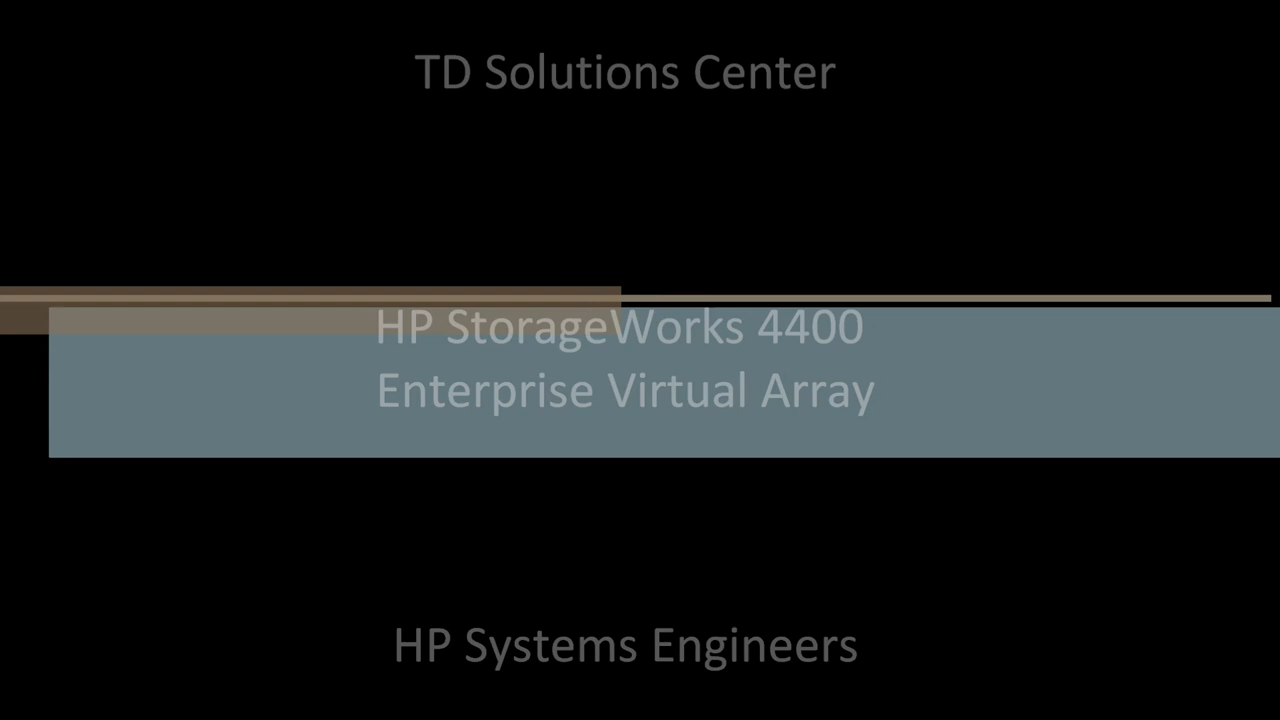 TD Solutions Center
HP StorageWorks 4400
Enterprise Virtual Array
HP Systems Engineers